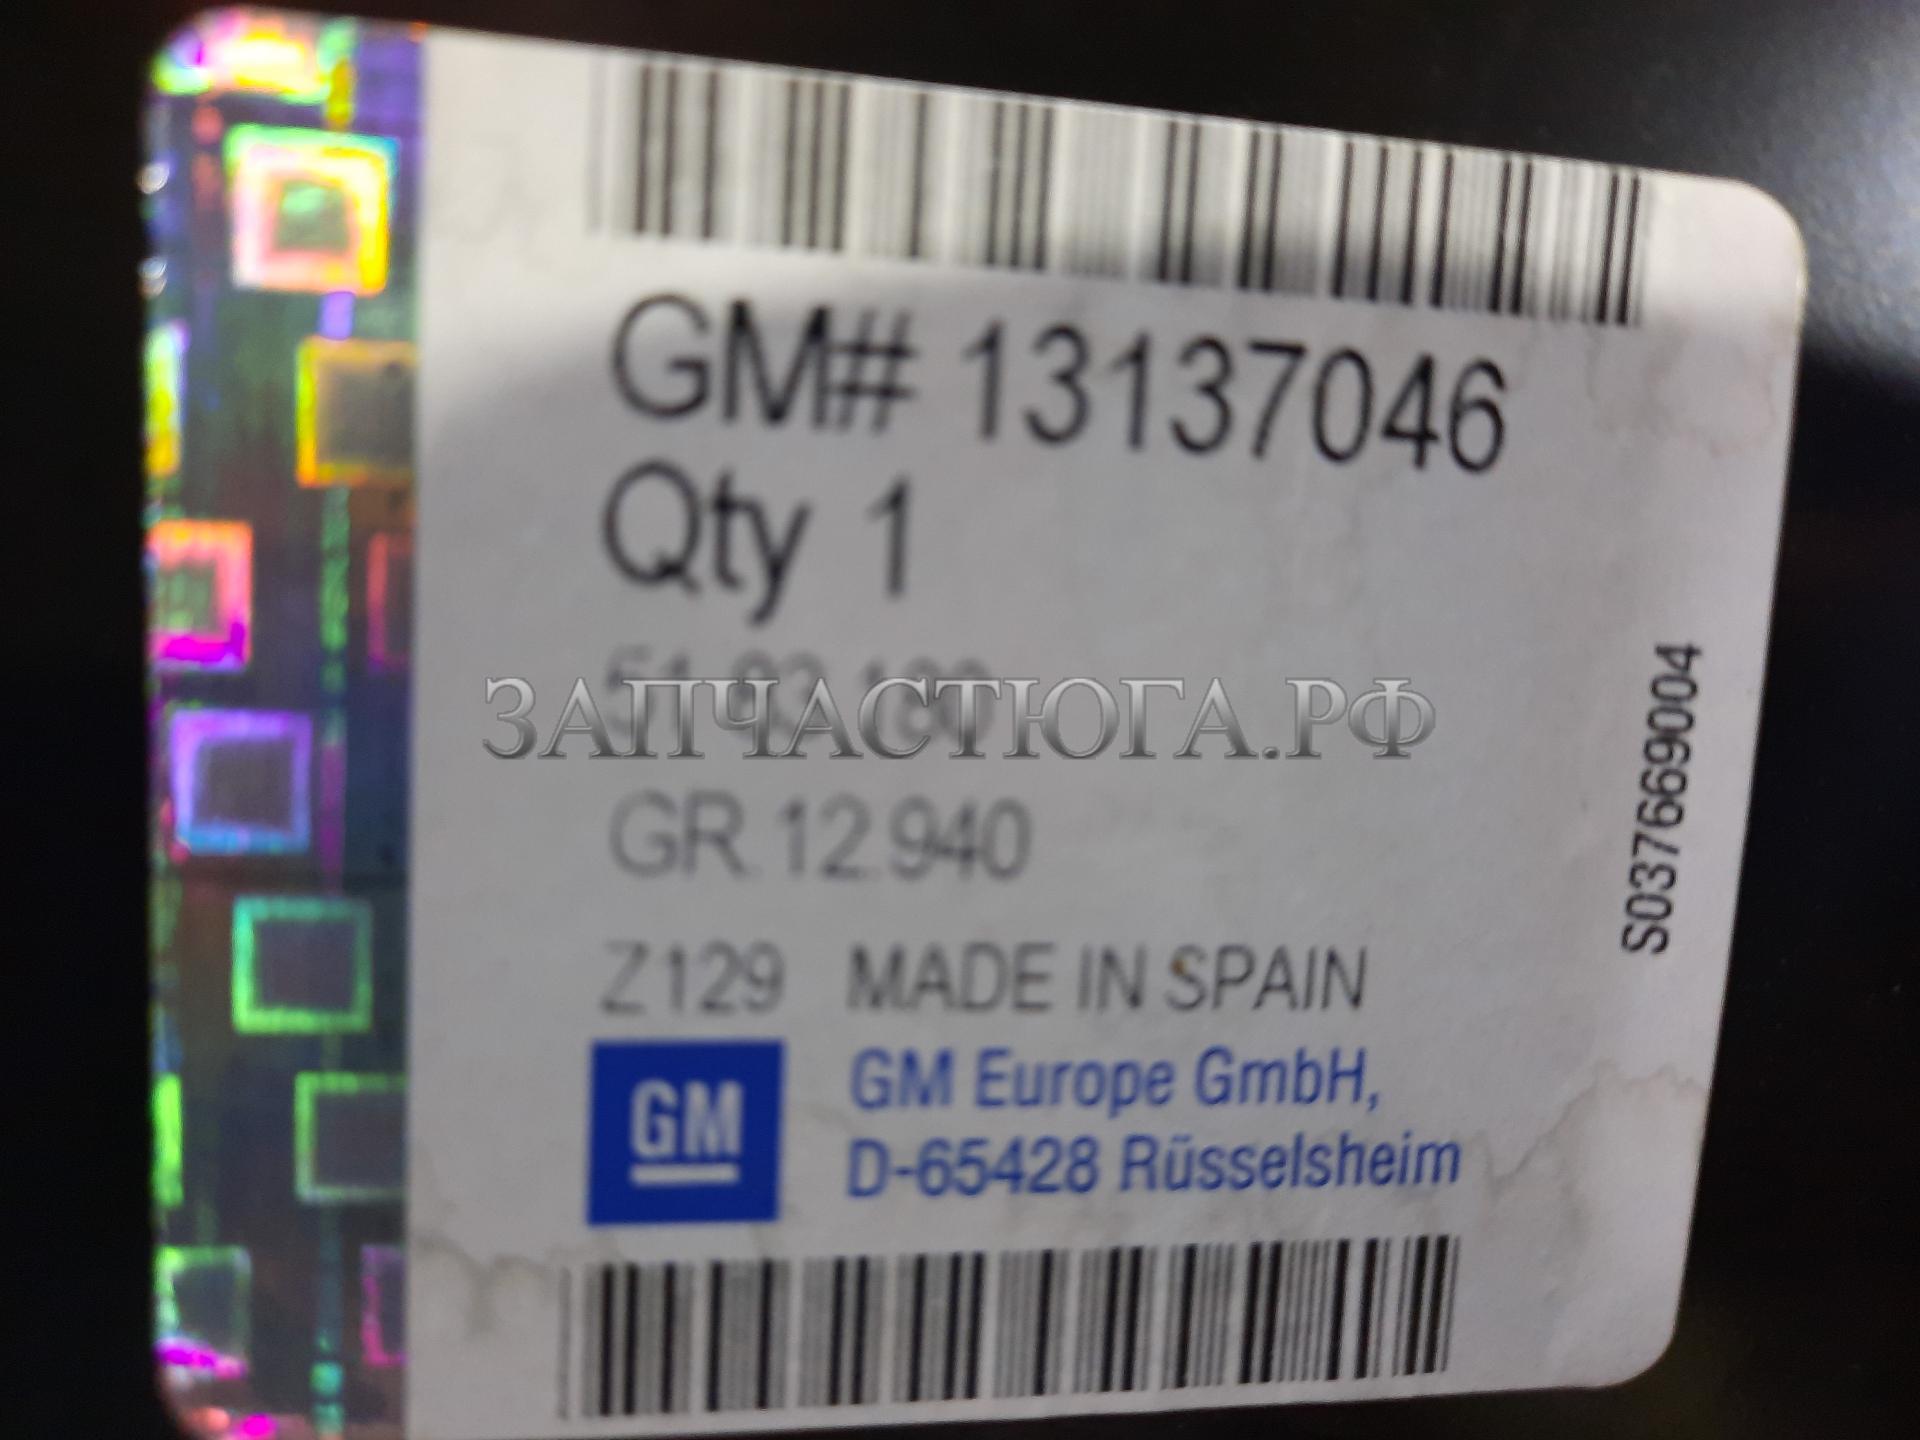 GM# 13137046
Qty 1
ЗАПЧАСТЮГА.РФ
GR.12.940
Z129 MADE IN SPAIN
GM
GM Europe GmbH,
D-65428 Rüsselsheim
S037669004